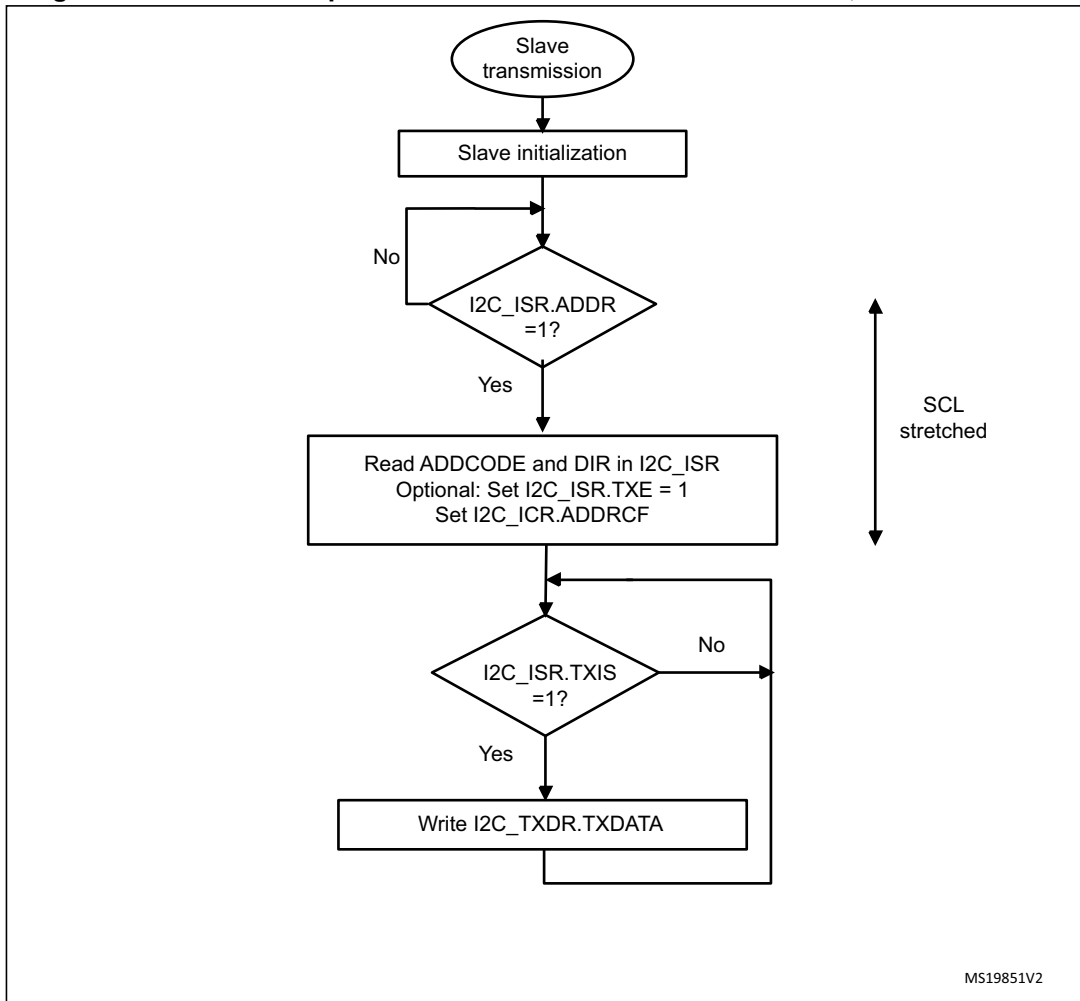 Slave
transmission
Slave initialization
No
I2C_ISR.ADDR
=1?
Yes
SCL
stretched
Read ADDCODE and DIR in I2C_ISR
Optional: Set I2C_ISR.TXE = 1
Set I2C_ICR.ADDRCF
No
I2C_ISR.TXIS
=1?
Yes
Write I2C_TXDR.TXDATA
MS19851V2